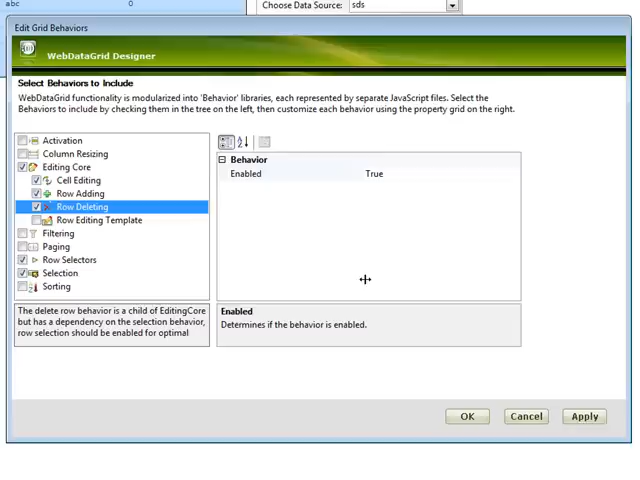 abc 0 Choose Data Source: sds
Edit Grid Behaviors
WebDataGrid Designer
Select Behaviors to Include
WebDataGrid functionality is modularized into 'Behavior' libraries, each represented by separate JavaScript files. Select the
Behaviors to include by checking them in the tree on the left, then customize each behavior using the property grid on the right.
Activation
Column Resizing
Editing Core
Cell Editing
Row Adding
Row Deleting
Row Editing Template
Filtering
Paging
Row Selectors
Selection
Sorting
Behavior
Enabled True
The delete row behavior is a child of EditingCore
but has a dependency on the selection behavior,
row selection should be enabled for optimal
Enabled
Determines if the behavior is enabled.
OK Cancel Apply